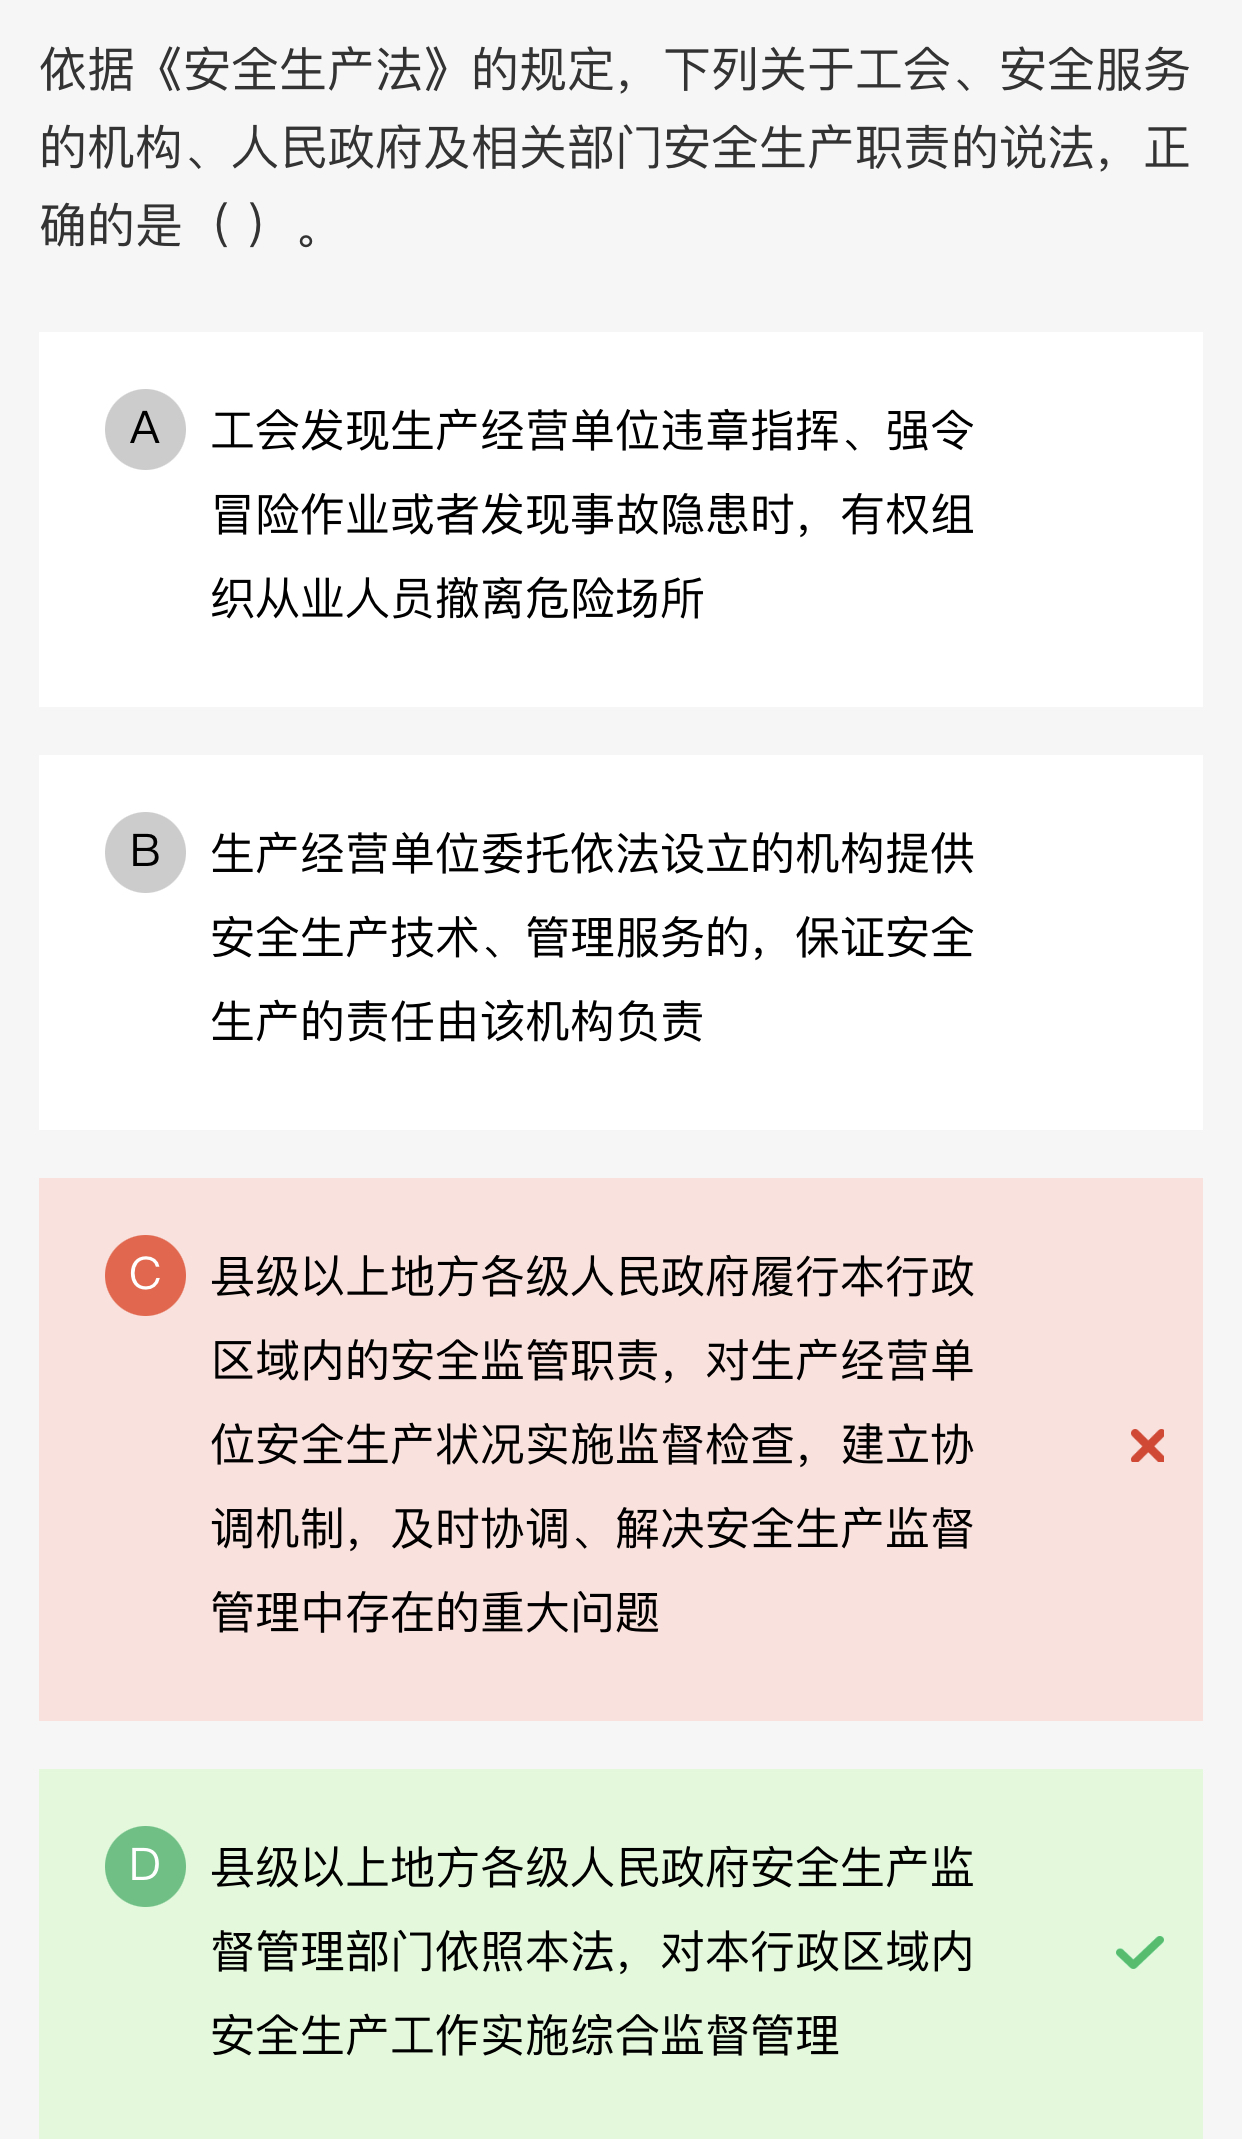 依据《安全生产法》的规定，下列关于工会、安全服务
的机构、人民政府及相关部门安全生产职责的说法，正
确的是（ ）。
A 工会发现生产经营单位违章指挥、强令
冒险作业或者发现事故隐患时，有权组
织从业人员撤离危险场所
B 生产经营单位委托依法设立的机构提供
安全生产技术、管理服务的，保证安全
生产的责任由该机构负责
C 县级以上地方各级人民政府履行本行政
区域内的安全监管职责，对生产经营单
位安全生产状况实施监督检查，建立协
调机制，及时协调、解决安全生产监督
管理中存在的重大问题
D 县级以上地方各级人民政府安全生产监
督管理部门依照本法，对本行政区域内
安全生产工作实施综合监督管理